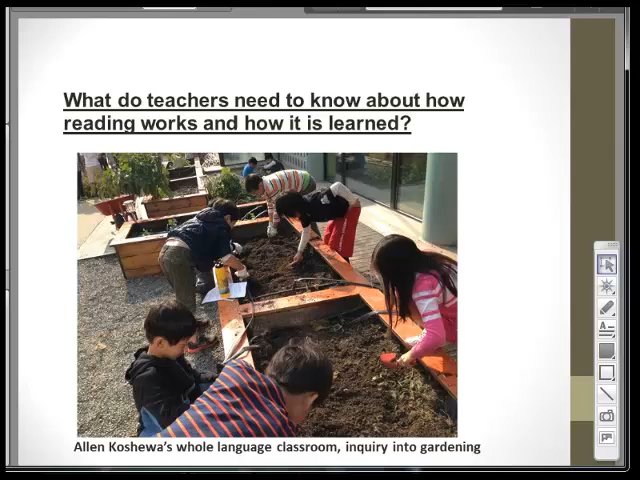 What do teachers need to know about how
reading works and how it is learned?
Allen Koshewa's whole language classroom, inquiry into gardening